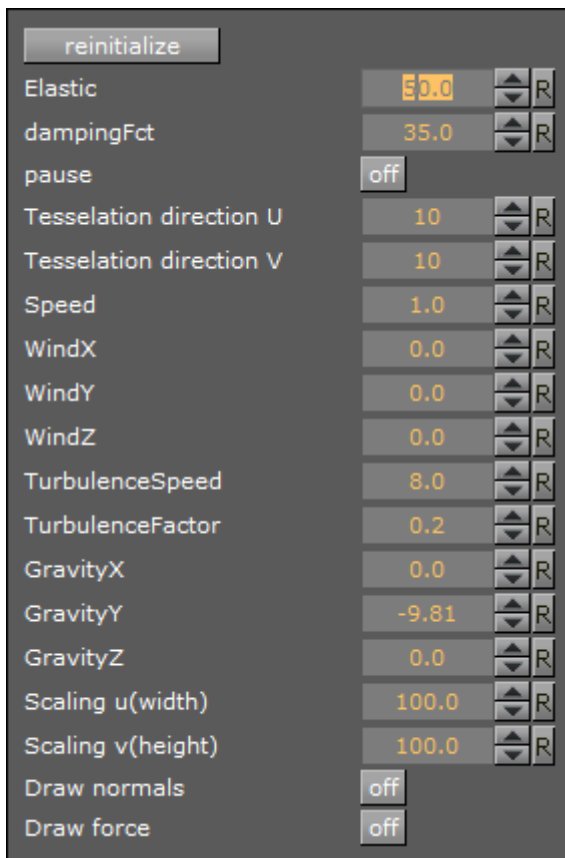 reinitialize
Elastic 50.0 R
dampingFct 35.0 R
pause off
Tesselation direction U 10 R
Tesselation direction V 10 R
Speed 1.0 R
WindX 0.0 R
WindY 0.0 R
WindZ 0.0 R
TurbulenceSpeed 8.0 R
TurbulenceFactor 0.2 R
GravityX 0.0 R
GravityY -9.81 R
GravityZ 0.0 R
Scaling u(width) 100.0 R
Scaling v(height) 100.0 R
Draw normals off
Draw force off